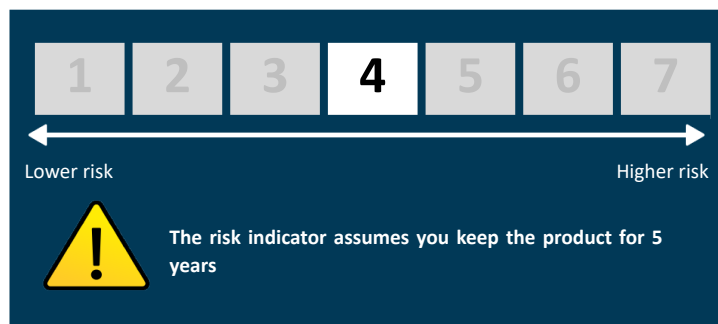 1 2 3 4 5 6 7
Lower risk Higher risk
!
The risk indicator assumes you keep the product for 5
years